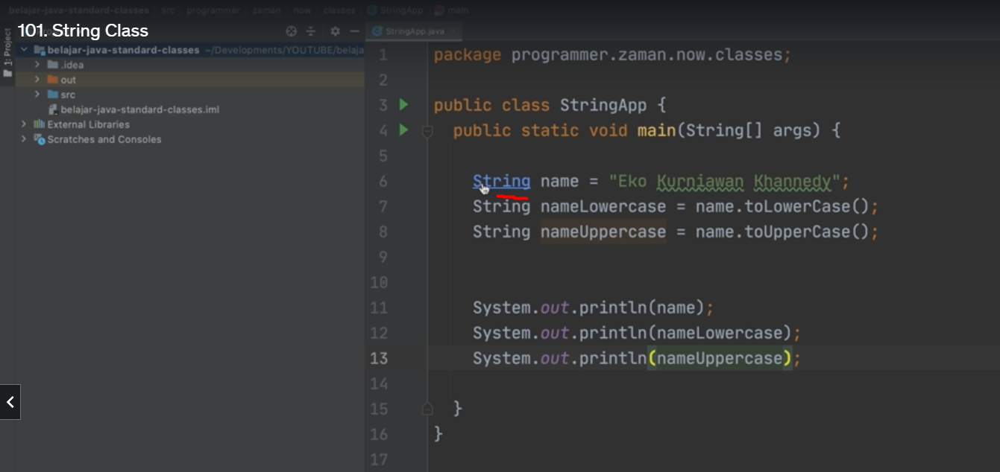 belajar-java-standard-classes src programmer zaman now classes StringApp main
101. String Class
StringApp.java
1: Project
belajar-java-standard-classes ~/Developments/YOUTUBE/belaja
.idea
out
src
belajar-java-standard-classes.iml
External Libraries
Scratches and Consoles
1 package programmer.zaman.now.classes;
2
3 public class StringApp {
4 public static void main(String[] args) {
5
6 String name = "Eko Kurniawan Khannedy";
7 String nameLowercase = name.toLowerCase();
8 String nameUppercase = name.toUpperCase();
9
10
11 System.out.println(name);
12 System.out.println(nameLowercase);
13 System.out.println(nameUppercase);
14
15 }
16 }
17